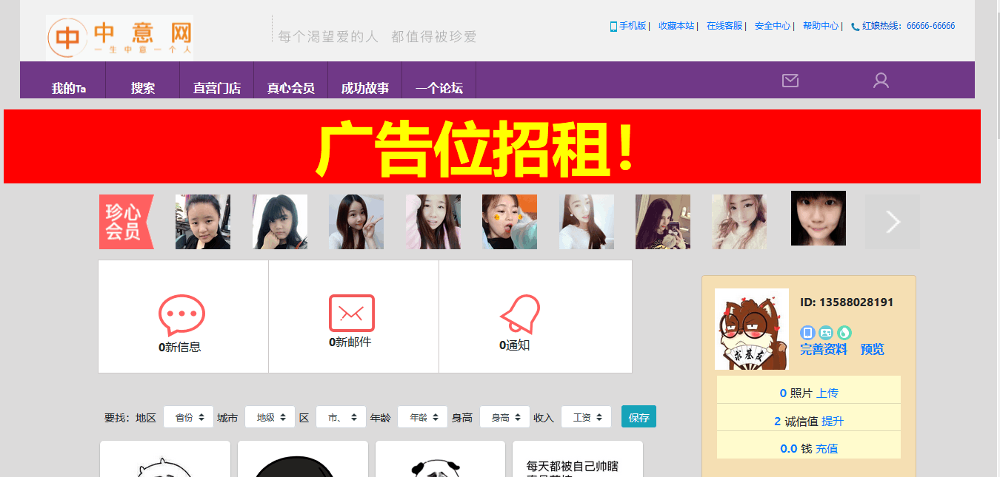 中意网
一生中意一个人
每个渴望爱的人 都值得被珍爱
手机版 | 收藏本站 | 在线客服 | 安全中心 | 帮助中心 | 红娘热线：66666-66666
我的Ta 搜索 直营门店 真心会员 成功故事 一个论坛
广告位招租！
珍心
会员
ID: 13588028191
完善资料 预览
求基友
0新信息 0新邮件 0通知
0 照片 上传
2 诚信值 提升
0.0 钱 充值
要找：地区 省份 城市 地级 区 市、 年龄 年龄 身高 身高 收入 工资 保存
每天都被自己帅瞎